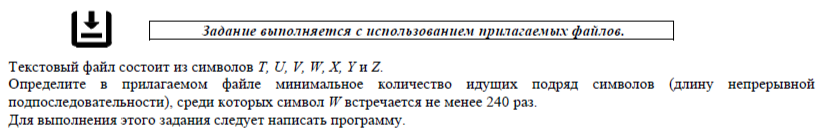 Задание выполняется с использованием прилагаемых файлов.
Текстовый файл состоит из символов T, U, V, W, X, Y и Z.
Определите в прилагаемом файле минимальное количество идущих подряд символов (длину непрерывной
подпоследовательности), среди которых символ W встречается не менее 240 раз.
Для выполнения этого задания следует написать программу.